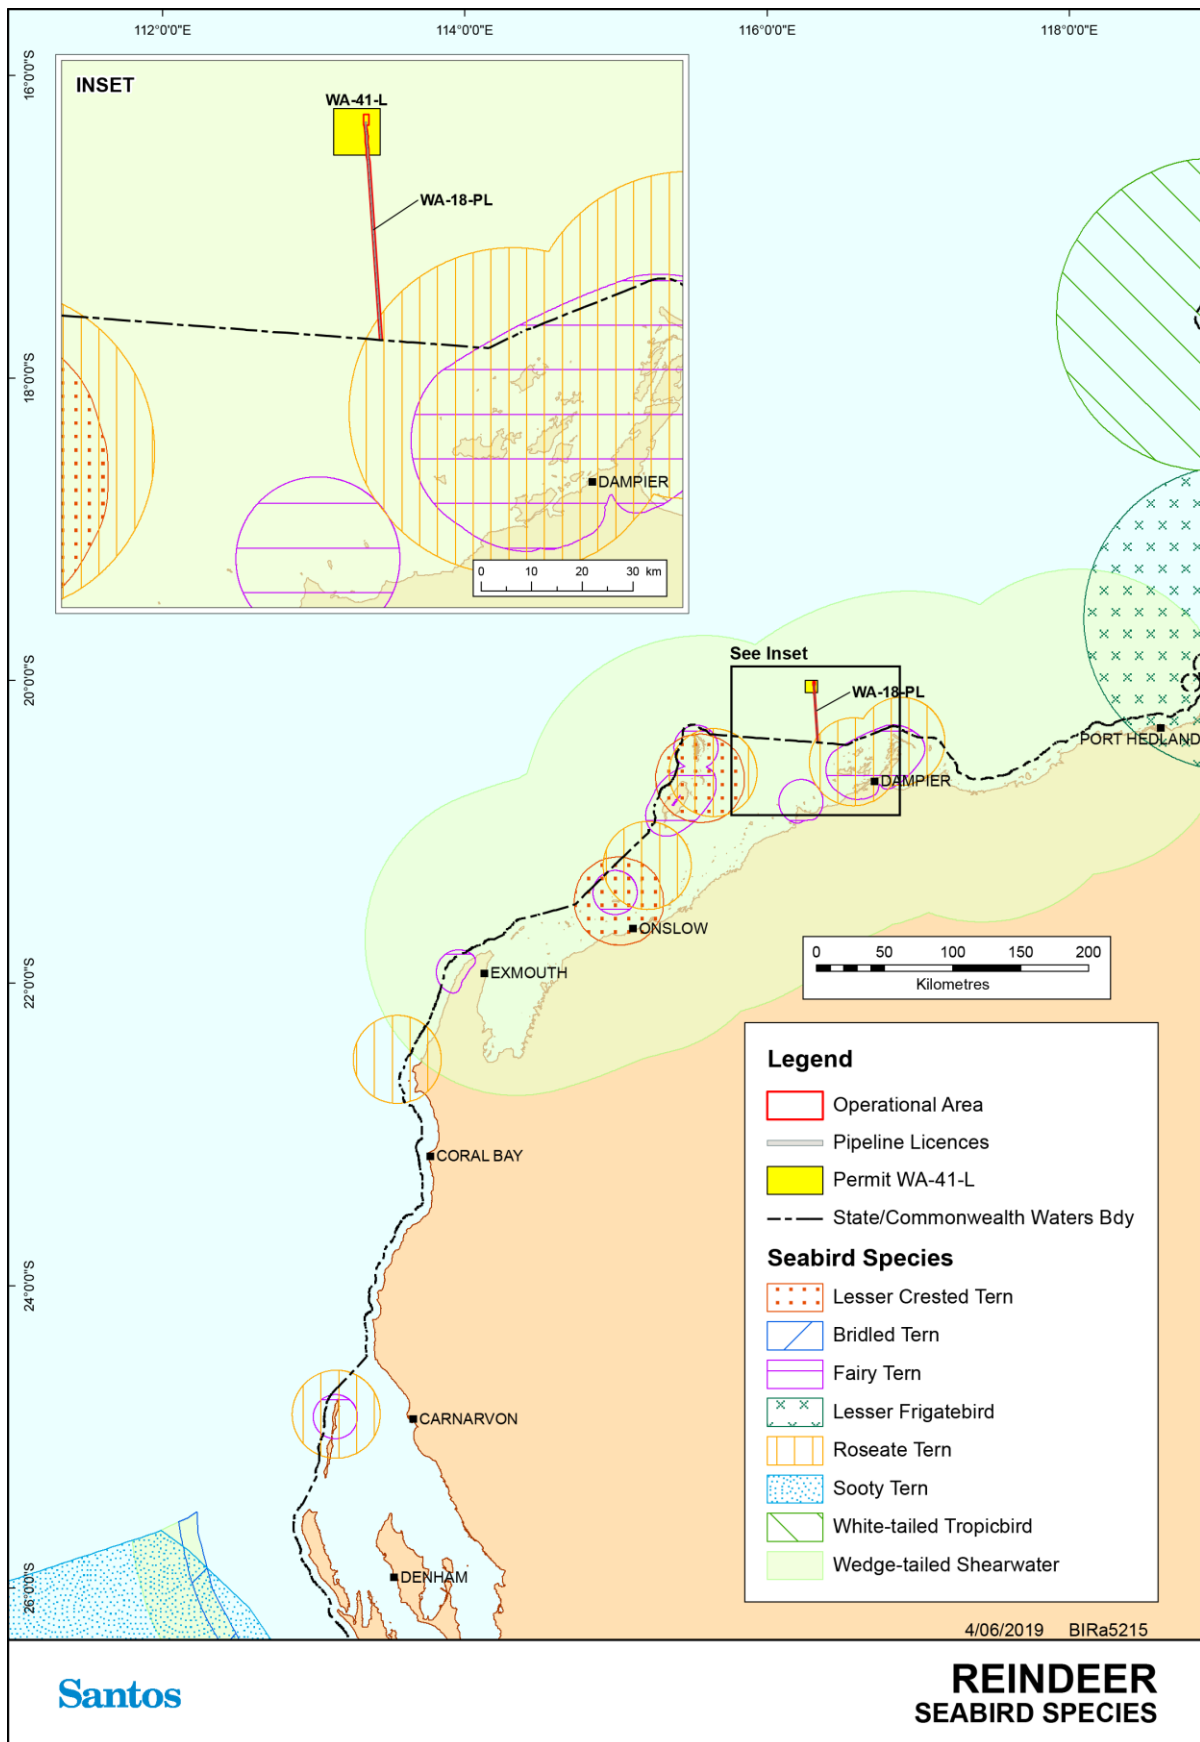 112°0'0"E
114°0'0"E
116°0'0"E
118°0'0"E
16°0'0"S
18°0'0"S
20°0'0"S
22°0'0"S
24°0'0"S
26°0'0"S
INSET
WA-41-L
WA-18-PL
DAMPIER
0 10 20 30 km
See Inset
WA-18-PL
PORT HEDLAND
DAMPIER
ONSLOW
EXMOUTH
0 50 100 150 200
Kilometres
CORAL BAY
CARNARVON
DENHAM
Legend
Operational Area
Pipeline Licences
Permit WA-41-L
State/Commonwealth Waters Bdy
Seabird Species
Lesser Crested Tern
Bridled Tern
Fairy Tern
Lesser Frigatebird
Roseate Tern
Sooty Tern
White-tailed Tropicbird
Wedge-tailed Shearwater
4/06/2019 BIRa5215
Santos
REINDEER
SEABIRD SPECIES